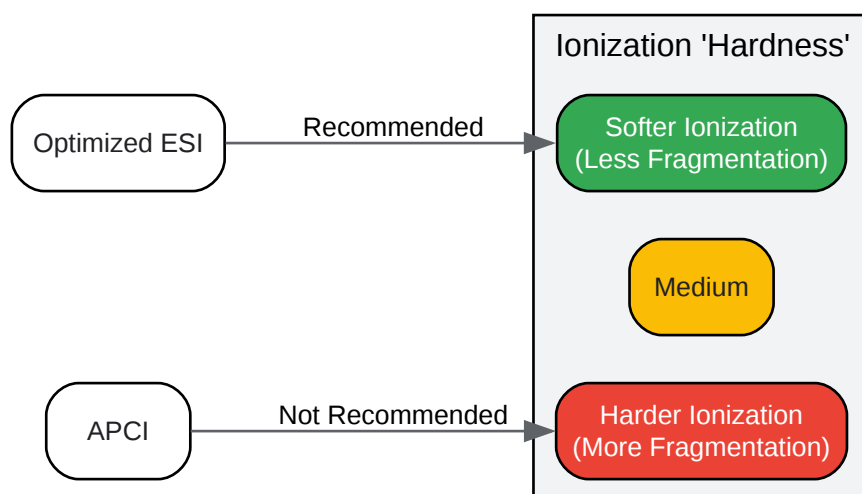 Ionization 'Hardness'
Optimized ESI
Recommended
Softer Ionization
(Less Fragmentation)
Medium
APCI
Not Recommended
Harder Ionization
(More Fragmentation)